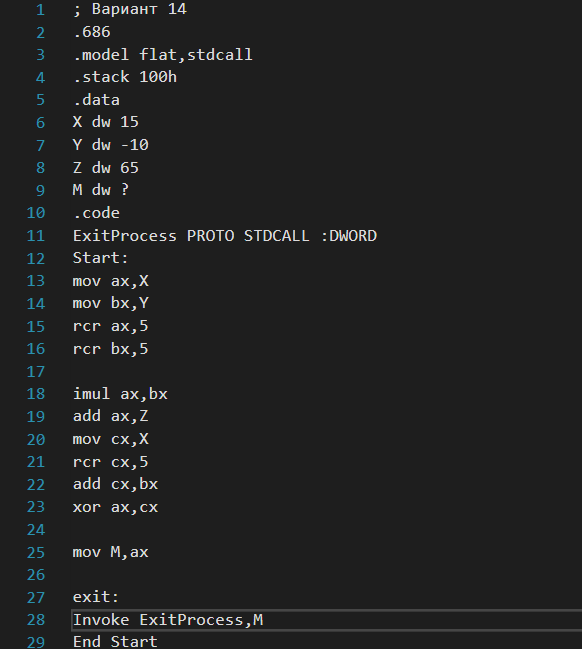 1 ; Вариант 14
2 .686
3 .model flat,stdcall
4 .stack 100h
5 .data
6 X dw 15
7 Y dw -10
8 Z dw 65
9 M dw ?
10 .code
11 ExitProcess PROTO STDCALL :DWORD
12 Start:
13 mov ax,X
14 mov bx,Y
15 rcr ax,5
16 rcr bx,5
17
18 imul ax,bx
19 add ax,Z
20 mov cx,X
21 rcr cx,5
22 add cx,bx
23 xor ax,cx
24
25 mov M,ax
26
27 exit:
28 Invoke ExitProcess,M
29 End Start